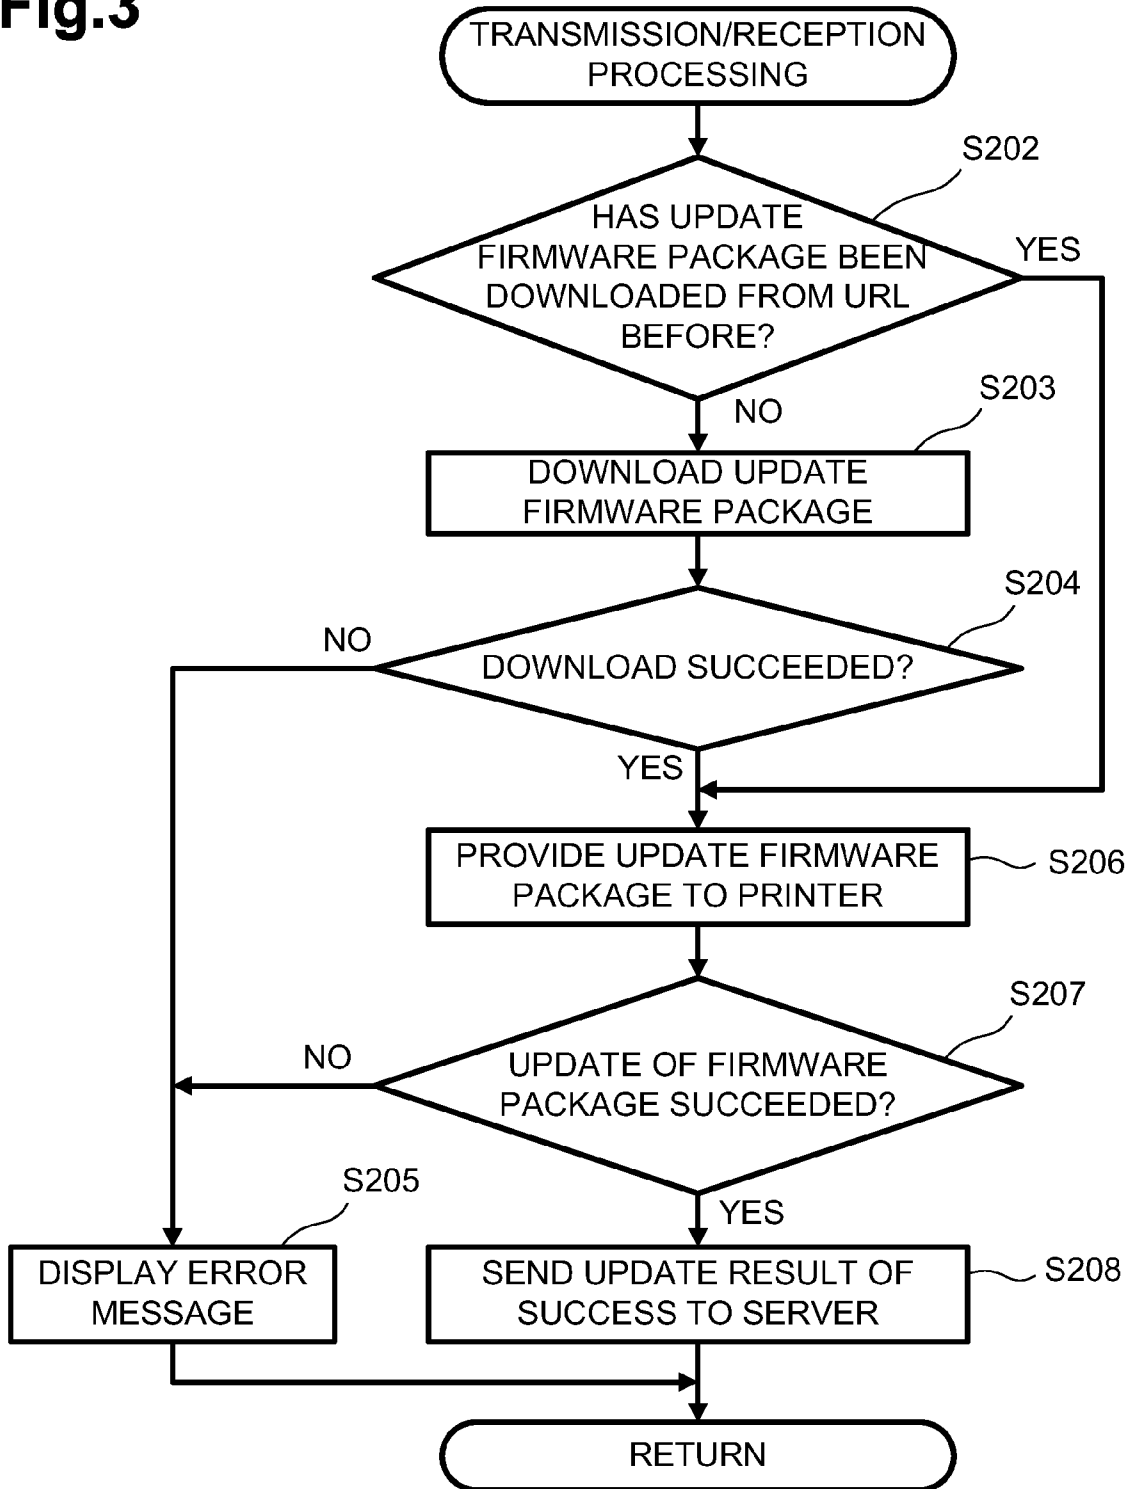 Fig.3
TRANSMISSION/RECEPTION
PROCESSING
S202
HAS UPDATE
FIRMWARE PACKAGE BEEN
DOWNLOADED FROM URL
BEFORE?
YES
NO
S203
DOWNLOAD UPDATE
FIRMWARE PACKAGE
S204
NO
DOWNLOAD SUCCEEDED?
YES
PROVIDE UPDATE FIRMWARE
PACKAGE TO PRINTER
S206
S207
NO
UPDATE OF FIRMWARE
PACKAGE SUCCEEDED?
S205
YES
DISPLAY ERROR
MESSAGE
SEND UPDATE RESULT OF
SUCCESS TO SERVER
S208
RETURN